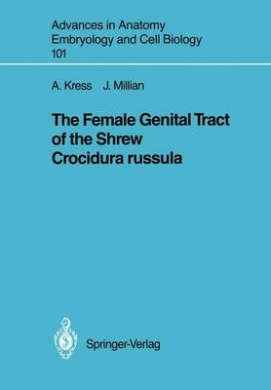 Advances in Anatomy
Embryology and Cell Biology
101
A. Kress J. Millian
The Female Genital Tract
of the Shrew
Crocidura russula
Springer-Verlag